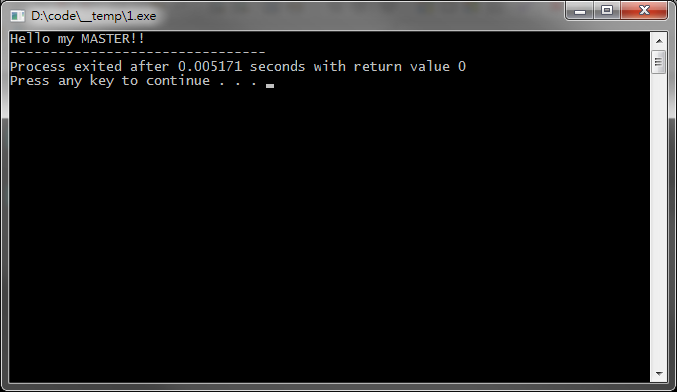 D:\code\__temp\1.exe
Hello my MASTER!!
--------------------------------
Process exited after 0.005171 seconds with return value 0
Press any key to continue . . .